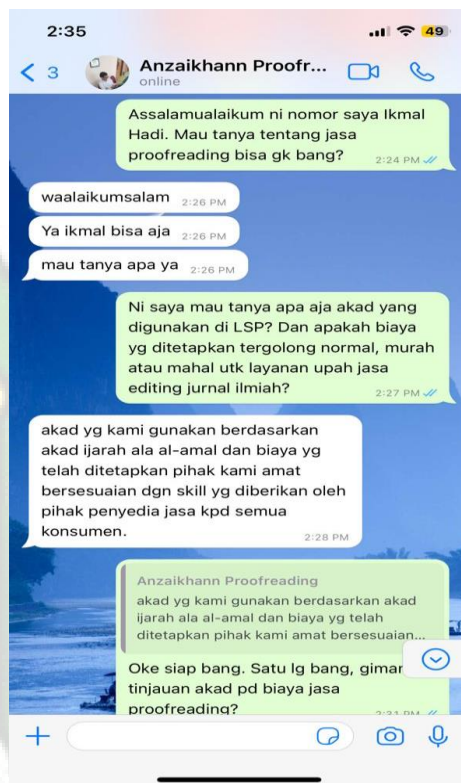 2:35
49
3
Anzaikhann Proofr...
online
Assalamualaikum ni nomor saya Ikmal
Hadi. Mau tanya tentang jasa
proofreading bisa gk bang?
2:24 PM
waalaikumsalam 2:26 PM
Ya ikmal bisa aja 2:26 PM
mau tanya apa ya 2:26 PM
Ni saya mau tanya apa aja akad yang
digunakan di LSP? Dan apakah biaya
yg ditetapkan tergolong normal, murah
atau mahal utk layanan upah jasa
editing jurnal ilmiah?
2:27 PM
akad yg kami gunakan berdasarkan
akad ijarah ala al-amal dan biaya yg
telah ditetapkan pihak kami amat
bersesuaian dgn skill yg diberikan oleh
pihak penyedia jasa kpd semua
konsumen.
2:28 PM
Anzaikhann Proofreading
akad yg kami gunakan berdasarkan akad
ijarah ala al-amal dan biaya yg telah
ditetapkan pihak kami amat bersesuaian...
Oke siap bang. Satu lg bang, gimar
tinjauan akad pd biaya jasa
proofreading?
2:31 PM